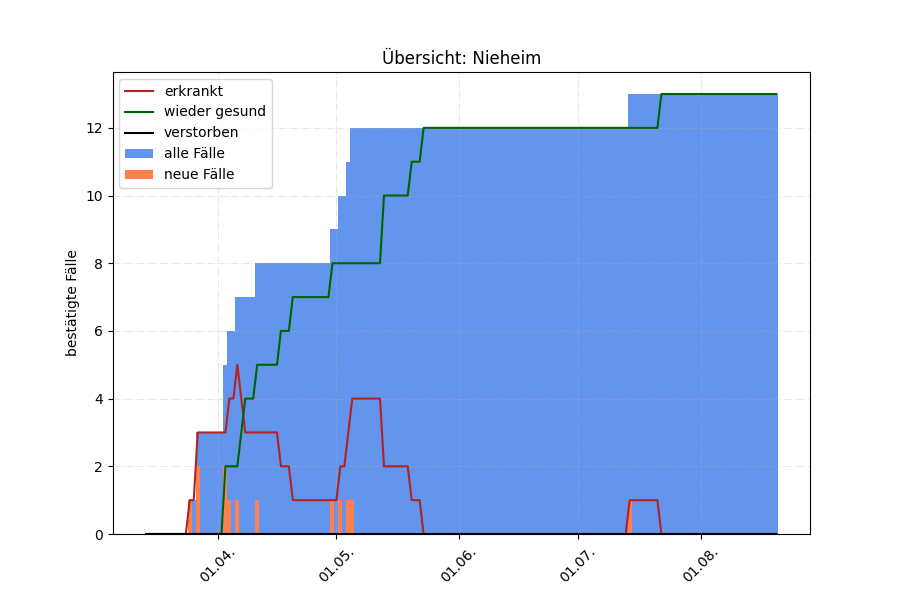 Übersicht: Nieheim
erkrankt
wieder gesund
verstorben
alle Fälle
neue Fälle
bestätigte Fälle
12
10
8
6
4
2
0
01.04.
01.05.
01.06.
01.07.
01.08.